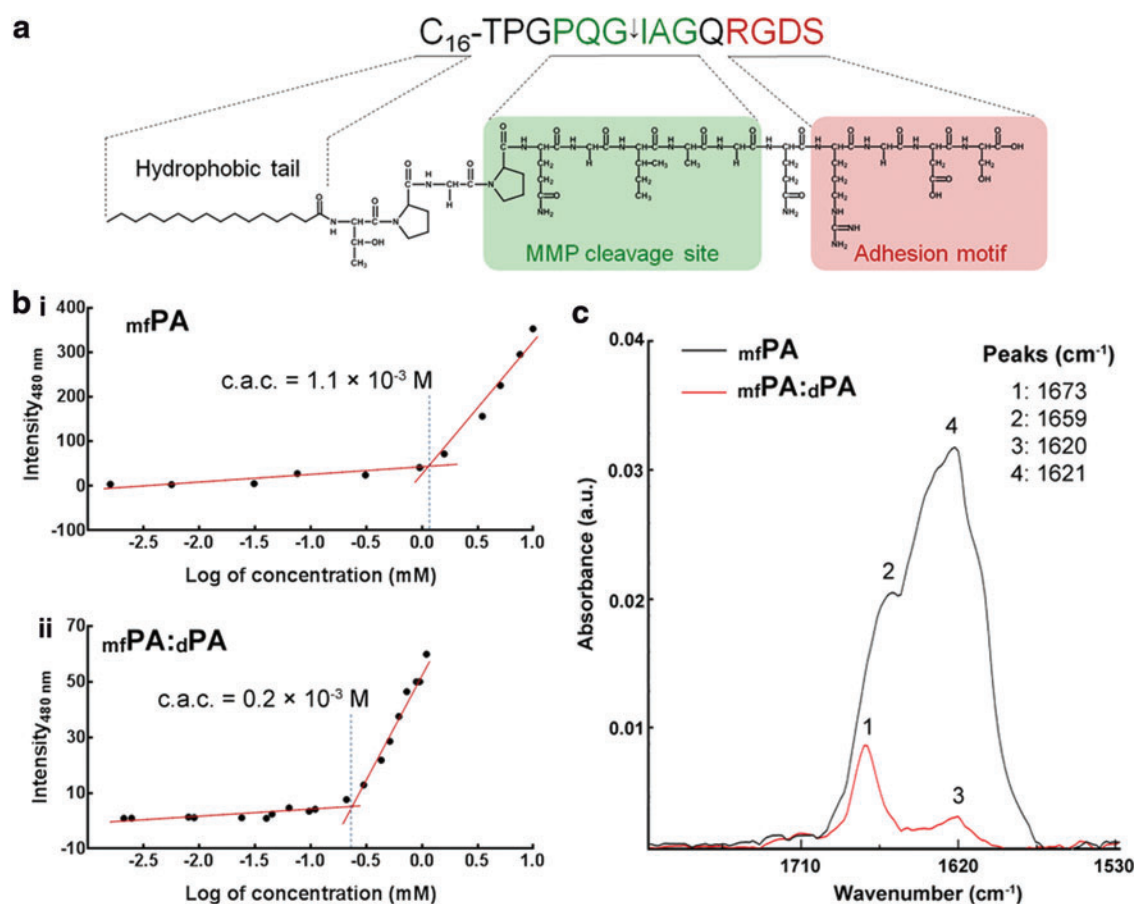 a
C16-TPGPQG↓IAGQRGDS
Hydrophobic tail
MMP cleavage site
Adhesion motif
b i
mfPA
c.a.c. = 1.1 × 10-3 M
Intensity480 nm
400
300
200
100
0
-100
-2.5 -2.0 -1.5 -1.0 -0.5 0.0 0.5 1.0
Log of concentration (mM)
ii
mfPA:dPA
c.a.c. = 0.2 × 10-3 M
Intensity480 nm
70
50
30
10
-10
-2.5 -2.0 -1.5 -1.0 -0.5 0.0 0.5 1.0
Log of concentration (mM)
c
mfPA
mfPA:dPA
Peaks (cm-1)
1: 1673
2: 1659
3: 1620
4: 1621
Absorbance (a.u.)
0.04
0.03
0.02
0.01
1
2
3
4
1710 1620 1530
Wavenumber (cm-1)